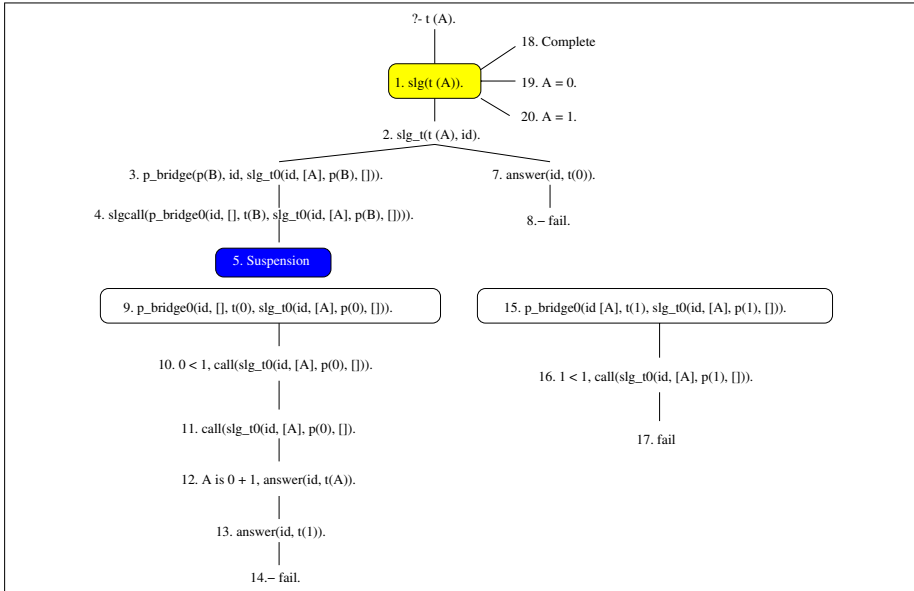 ?- t (A).
18. Complete
1. slg(t (A)).
19. A = 0.
20. A = 1.
2. slg_t(t (A), id).
3. p_bridge(p(B), id, slg_t0(id, [A], p(B), [])).
7. answer(id, t(0)).
4. slgcall(p_bridge0(id, [], t(B), slg_t0(id, [A], p(B), []))).
8.– fail.
5. Suspension
9. p_bridge0(id, [], t(0), slg_t0(id, [A], p(0), [])).
15. p_bridge0(id [A], t(1), slg_t0(id, [A], p(1), [])).
10. 0 < 1, call(slg_t0(id, [A], p(0), [])).
16. 1 < 1, call(slg_t0(id, [A], p(1), [])).
11. call(slg_t0(id, [A], p(0), []).
17. fail
12. A is 0 + 1, answer(id, t(A)).
13. answer(id, t(1)).
14.– fail.